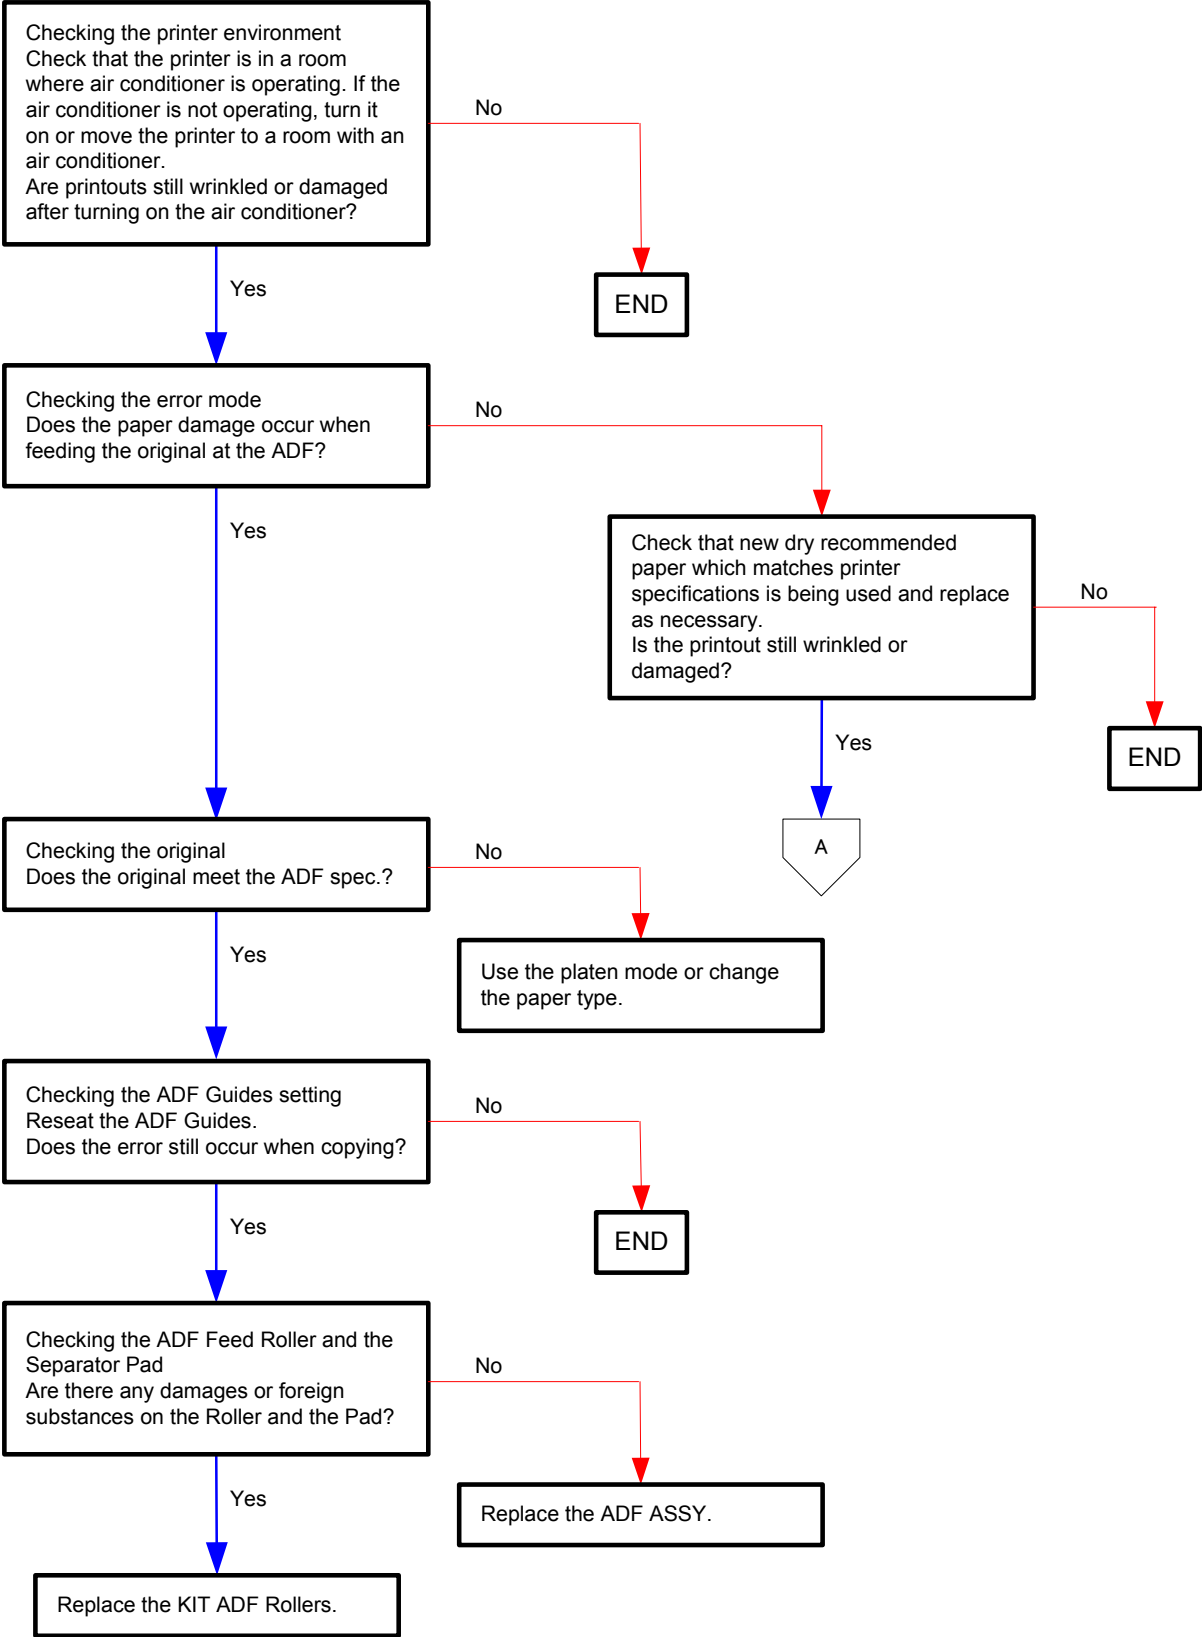 Checking the printer environment
Check that the printer is in a room
where air conditioner is operating. If the
air conditioner is not operating, turn it
on or move the printer to a room with an
air conditioner.
Are printouts still wrinkled or damaged
after turning on the air conditioner?
No
END
Yes
Checking the error mode
Does the paper damage occur when
feeding the original at the ADF?
No
Yes
Check that new dry recommended
paper which matches printer
specifications is being used and replace
as necessary.
Is the printout still wrinkled or
damaged?
No
END
Yes
A
Checking the original
Does the original meet the ADF spec.?
No
Use the platen mode or change
the paper type.
Yes
Checking the ADF Guides setting
Reseat the ADF Guides.
Does the error still occur when copying?
No
END
Yes
Checking the ADF Feed Roller and the
Separator Pad
Are there any damages or foreign
substances on the Roller and the Pad?
No
Replace the ADF ASSY.
Yes
Replace the KIT ADF Rollers.